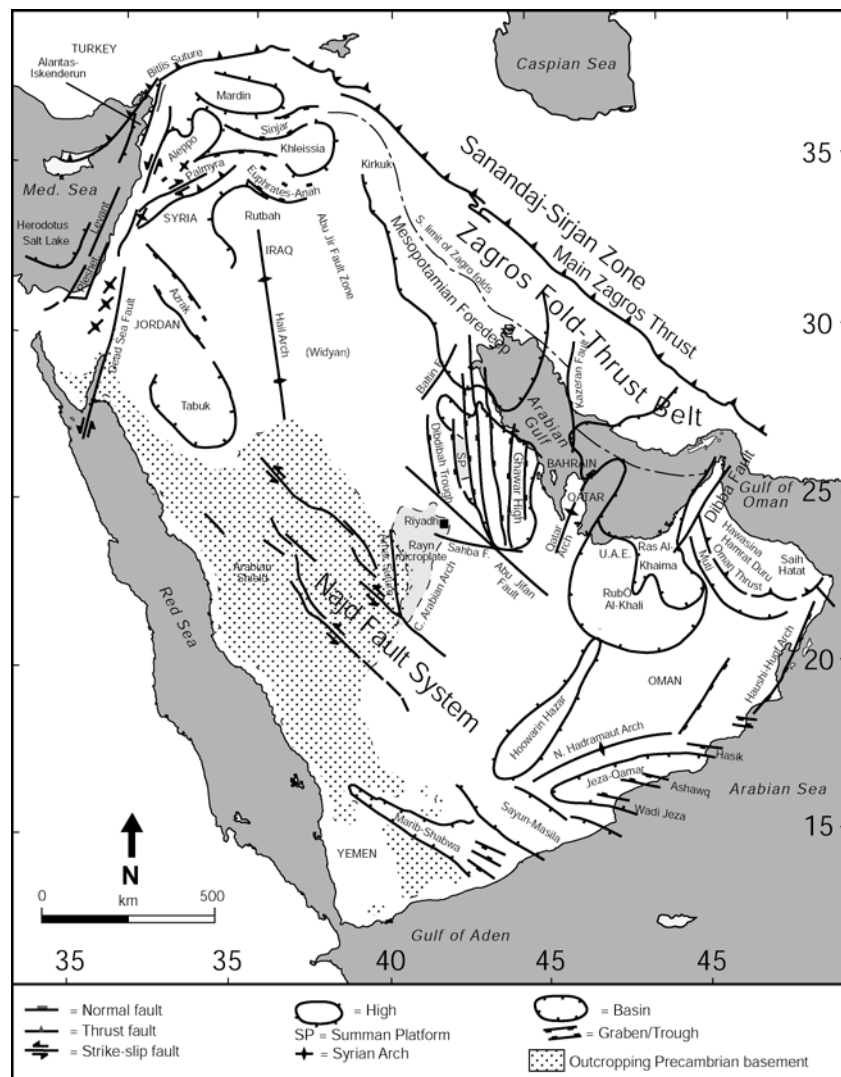 40
45
TURKEY
Alantas-
Iskenderun
Bitlis Suture
Caspian Sea
Mardin
Sinjar
Aleppo
Khleissia
Kirkuk
35
Med. Sea
Palmyra
Euphrates-Anah
Sanandaj-Sirjan Zone
SYRIA
Rutbah
Herodotus
Salt Lake
Levant
Pleshet
Abu Jir Fault Zone
S. limit of Zagro folds
Main Zagros Thrust
Zagros Fold-Thrust Belt
Mesopotamian Foredeep
IRAQ
Azrak
JORDAN
Dead Sea Fault
Hail Arch
(Widyan)
30
Kazeran Fault
Tabuk
Arabian
Gulf
Dibdibah Trough
SP
Ghawar High
BAHRAIN
QATAR
Qatar
Arch
Dibba Fault
Gulf of
Oman
25
Riyadh
Rayn
microplate
Sahba F.
Abu Jifan
Fault
U.A.E.
Ras Al-
Khaima
Hawasina
Hamrat Duru
Oman Thrust
Muti
Saih
Hatat
Arabian
Shield
C. Arabian Arch
RubÕ
Al-Khali
Red Sea
Najd Fault System
20
OMAN
Haushi-Huqf Arch
Hoowarin Hazar
N. Hadramaut Arch
Hasik
Jeza-Qamar
Ashawq
Arabian Sea
Wadi Jeza
Sayun-Masila
Marib-Shabwa
15
YEMEN
N
0
500
km
Gulf of Aden
35
35
40
45
45
= Normal fault
= Thrust fault
= Strike-slip fault
= High
SP = Summan Platform
= Syrian Arch
= Basin
= Graben/Trough
Outcropping Precambrian basement